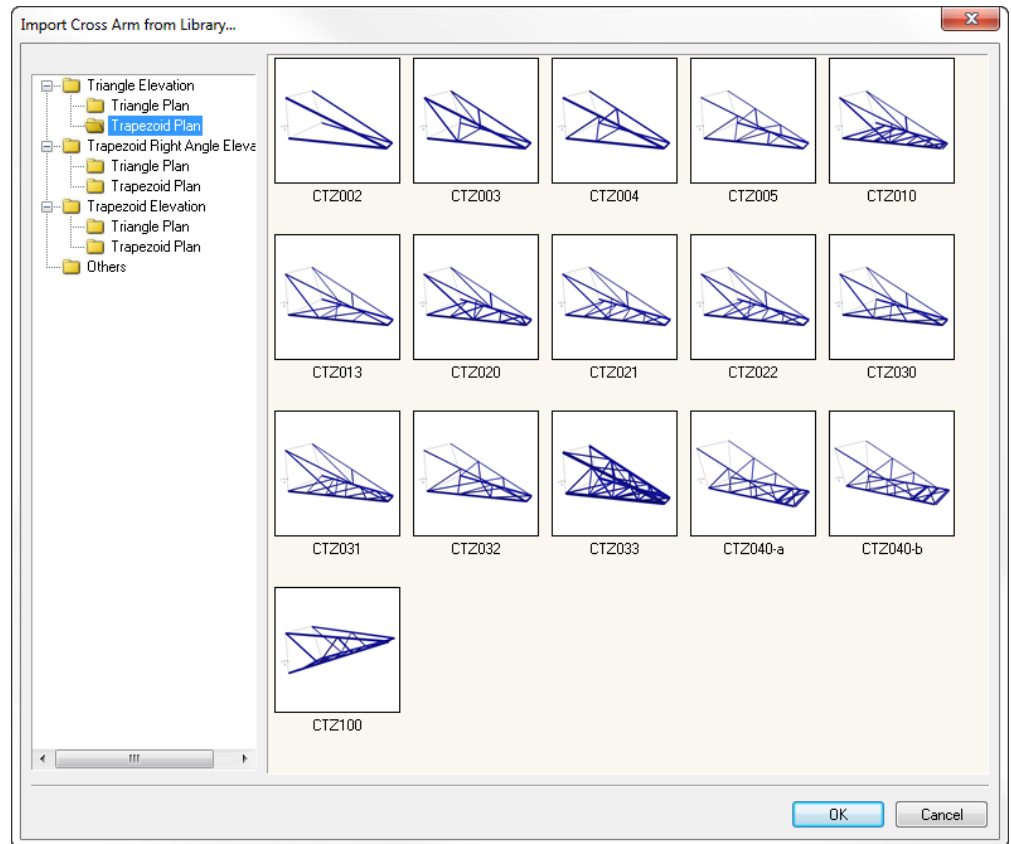 Import Cross Arm from Library...
Triangle Elevation
Triangle Plan
Trapezoid Plan
Trapezoid Right Angle Eleva
Triangle Plan
Trapezoid Plan
Trapezoid Elevation
Triangle Plan
Trapezoid Plan
Others
CTZ002 CTZ003 CTZ004 CTZ005 CTZ010
CTZ013 CTZ020 CTZ021 CTZ022 CTZ030
CTZ031 CTZ032 CTZ033 CTZ040-a CTZ040-b
CTZ100
OK Cancel